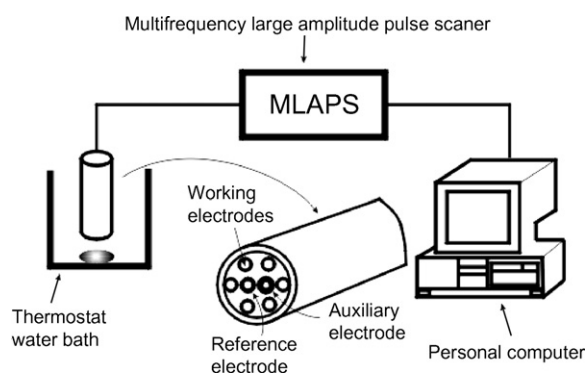 Multifrequency large amplitude pulse scaner
MLAPS
Working
electrodes
Thermostat
water bath
Reference
electrode
Auxiliary
electrode
Personal computer